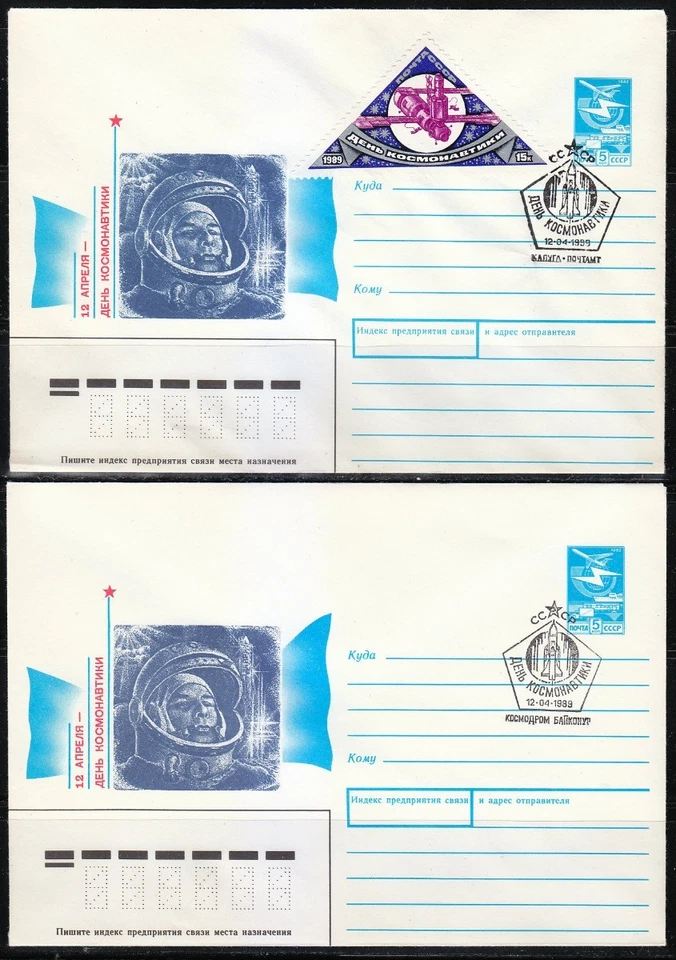 ПОЧТА СССР
ДЕНЬ КОСМОНАВТИКИ
1989
15к
1982
5 СССР
СССР
ДЕНЬ КОСМОНАВТИКИ
12-04-1989
КАЛУГА • ПОЧТАМТ
12 АПРЕЛЯ —
ДЕНЬ КОСМОНАВТИКИ
Куда
Кому
Индекс предприятия связи и адрес отправителя
Пишите индекс предприятия связи места назначения
1982
ПОЧТА 5 СССР
СССР
ДЕНЬ КОСМОНАВТИКИ
12-04-1989
КОСМОДРОМ БАЙКОНУР
12 АПРЕЛЯ —
ДЕНЬ КОСМОНАВТИКИ
Куда
Кому
Индекс предприятия связи и адрес отправителя
Пишите индекс предприятия связи места назначения